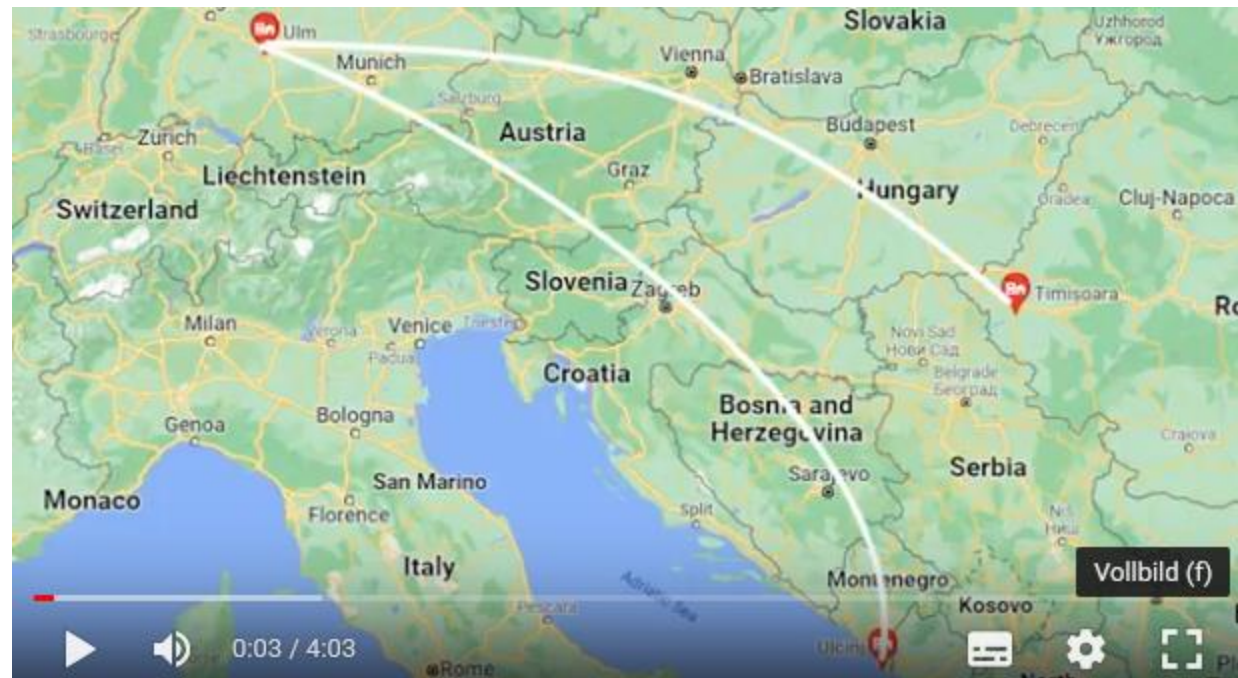 Strasbourg
Ulm
Munich
Slovakia
Uzhhorod
Ужгород
Vienna
Bratislava
Salzburg
Basel
Zürich
Austria
Budapest
Debrecen
Liechtenstein
Graz
Hungary
Oradea
Cluj-Napoca
Switzerland
Slovenia
Zagreb
Timisoara
Milan
Verona
Venice
Trieste
Padua
Novi Sad
Нови Сад
Croatia
Belgrade
Београд
Genoa
Bologna
Bosnia and
Herzegovina
Craiova
Monaco
San Marino
Sarajevo
Serbia
Florence
Split
Niš
Ниш
Italy
Adriatic Sea
Montenegro
Vollbild (f)
Pescara
Kosovo
0:03 / 4:03
Ulcinj
Rome